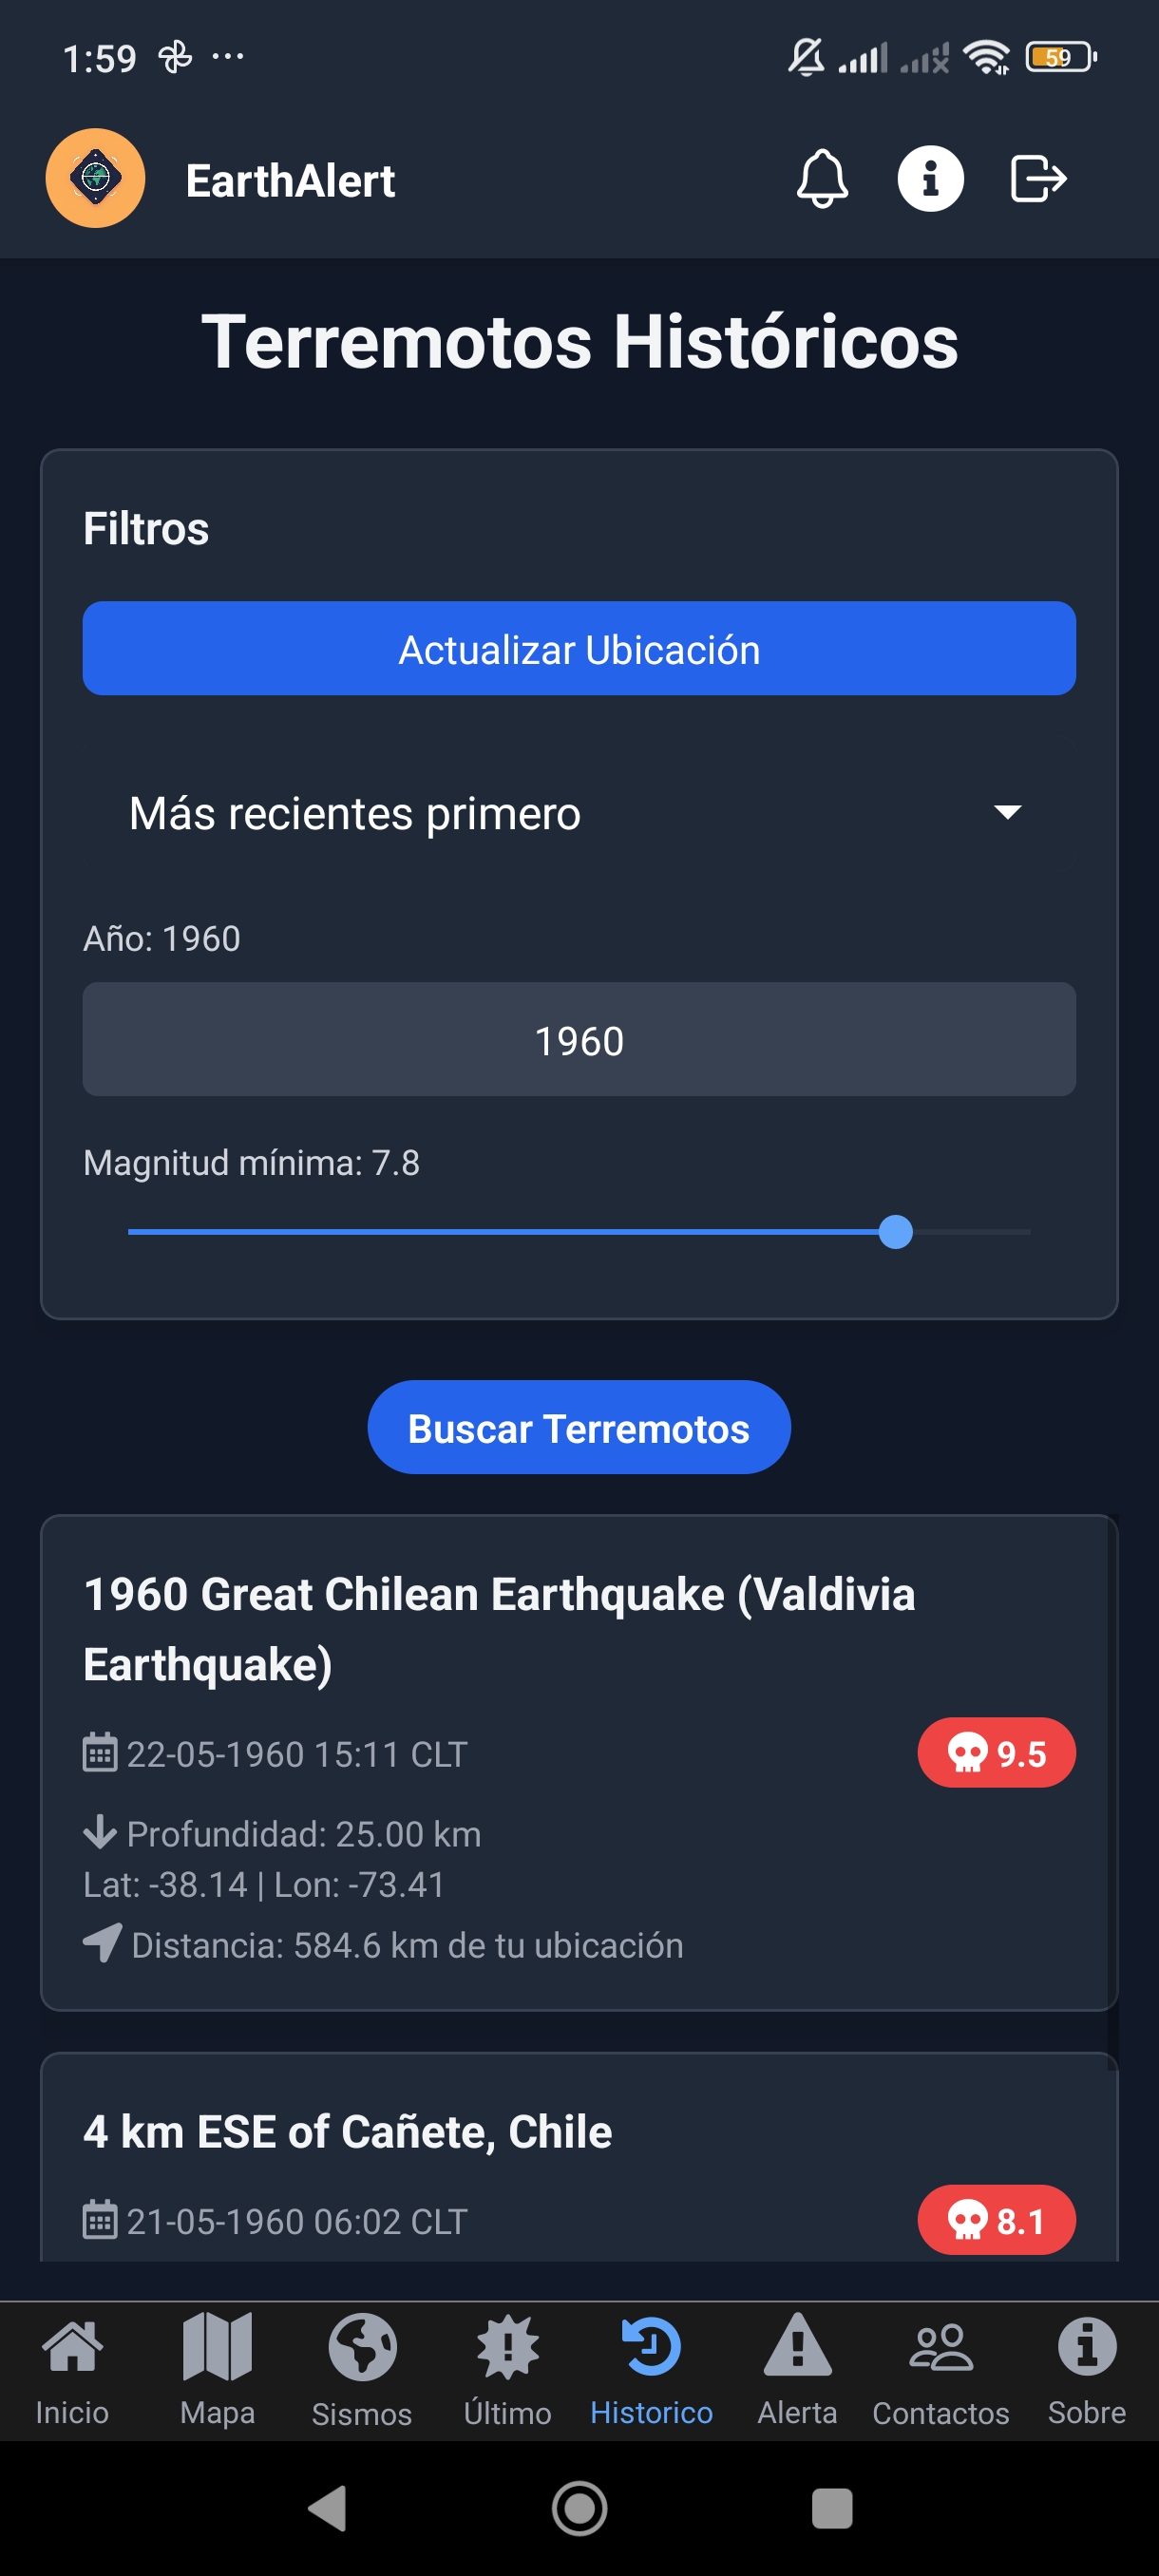 1:59
59
EarthAlert
Terremotos Históricos
Filtros
Actualizar Ubicación
Más recientes primero
Año: 1960
1960
Magnitud mínima: 7.8
Buscar Terremotos
1960 Great Chilean Earthquake (Valdivia
Earthquake)
22-05-1960 15:11 CLT
9.5
Profundidad: 25.00 km
Lat: -38.14 | Lon: -73.41
Distancia: 584.6 km de tu ubicación
4 km ESE of Cañete, Chile
21-05-1960 06:02 CLT
8.1
Inicio Mapa Sismos Último Historico Alerta Contactos Sobre